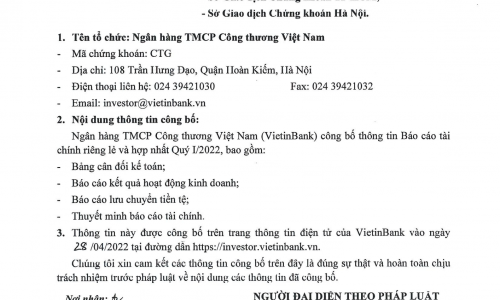 - Sở Giao dịch Chứng khoán Hà Nội.
1. Tên tổ chức: Ngân hàng TMCP Công thương Việt Nam
- Mã chứng khoán: CTG
- Địa chỉ: 108 Trần Hưng Đạo, Quận Hoàn Kiếm, Hà Nội
- Điện thoại liên hệ: 024 39421030 Fax: 024 39421032
- Email: investor@vietinbank.vn
2. Nội dung thông tin công bố:
Ngân hàng TMCP Công thương Việt Nam (VietinBank) công bố thông tin Báo cáo tài
chính riêng lẻ và hợp nhất Quý I/2022, bao gồm:
- Bảng cân đối kế toán;
- Báo cáo kết quả hoạt động kinh doanh;
- Báo cáo lưu chuyển tiền tệ;
- Thuyết minh báo cáo tài chính.
3. Thông tin này được công bố trên trang thông tin điện tử của VietinBank vào ngày
28/04/2022 tại đường dẫn https://investor.vietinbank.vn.
Chúng tôi xin cam kết các thông tin công bố trên đây là đúng sự thật và hoàn toàn chịu
trách nhiệm trước pháp luật về nội dung các thông tin đã công bố.
Nơi nhận: NGƯỜI ĐẠI DIỆN THEO PHÁP LUẬT